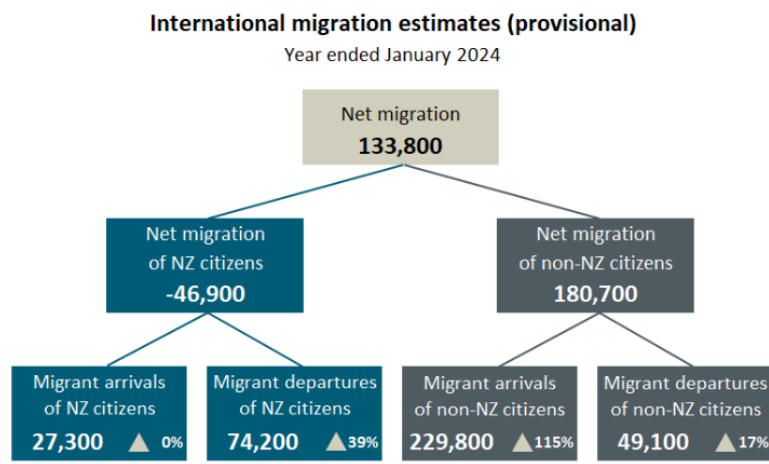 International migration estimates (provisional)
Year ended January 2024
Net migration
133,800
Net migration
of NZ citizens
-46,900
Net migration
of non-NZ citizens
180,700
Migrant arrivals
of NZ citizens
27,300 ▲ 0%
Migrant departures
of NZ citizens
74,200 ▲39%
Migrant arrivals
of non-NZ citizens
229,800 ▲115%
Migrant departures
of non-NZ citizens
49,100 ▲17%